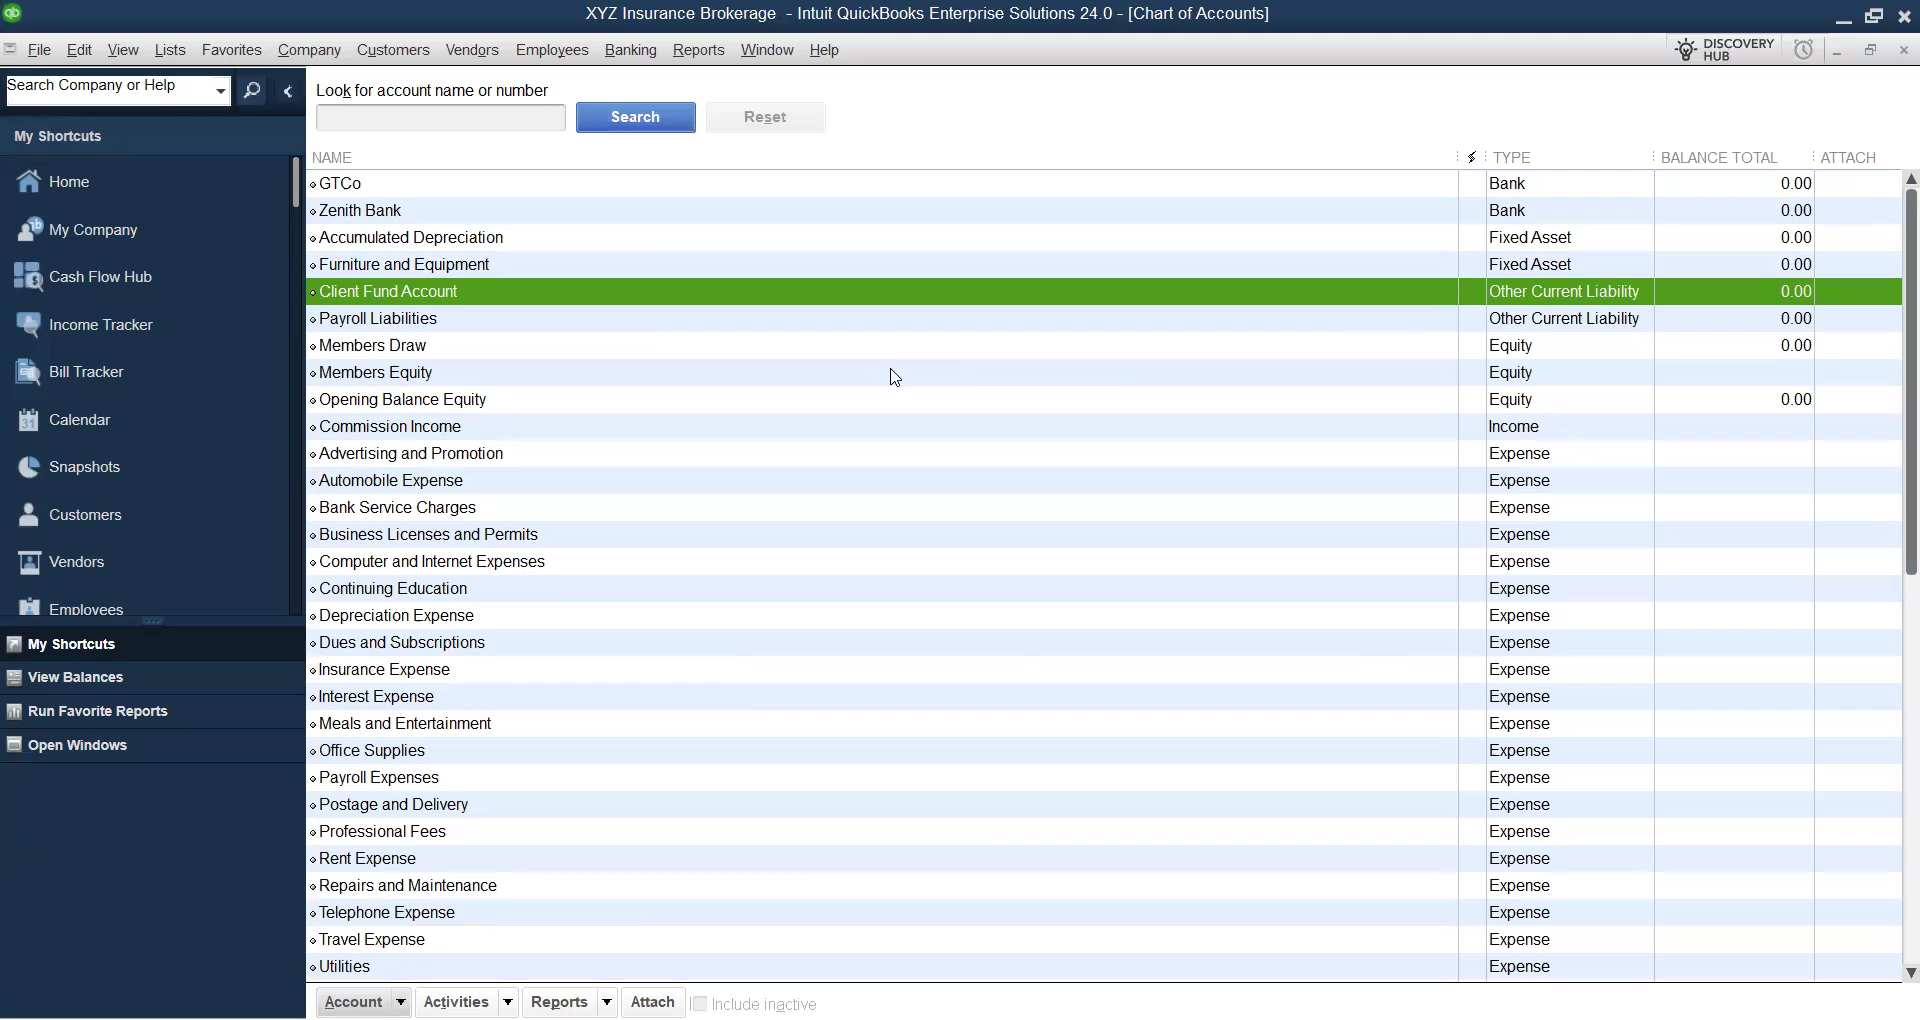 qb
XYZ Insurance Brokerage - Intuit QuickBooks Enterprise Solutions 24.0 - [Chart of Accounts]
File Edit View Lists Favorites Company Customers Vendors Employees Banking Reports Window Help
DISCOVERY HUB
Search Company or Help
Look for account name or number
Search Reset
My Shortcuts
Home
My Company
Cash Flow Hub
Income Tracker
Bill Tracker
31 Calendar
Snapshots
Customers
Vendors
Employees
My Shortcuts
View Balances
Run Favorite Reports
Open Windows
NAME TYPE BALANCE TOTAL ATTACH
GTCo Bank 0.00
Zenith Bank Bank 0.00
Accumulated Depreciation Fixed Asset 0.00
Furniture and Equipment Fixed Asset 0.00
Client Fund Account Other Current Liability 0.00
Payroll Liabilities Other Current Liability 0.00
Members Draw Equity 0.00
Members Equity Equity
Opening Balance Equity Equity 0.00
Commission Income Income
Advertising and Promotion Expense
Automobile Expense Expense
Bank Service Charges Expense
Business Licenses and Permits Expense
Computer and Internet Expenses Expense
Continuing Education Expense
Depreciation Expense Expense
Dues and Subscriptions Expense
Insurance Expense Expense
Interest Expense Expense
Meals and Entertainment Expense
Office Supplies Expense
Payroll Expenses Expense
Postage and Delivery Expense
Professional Fees Expense
Rent Expense Expense
Repairs and Maintenance Expense
Telephone Expense Expense
Travel Expense Expense
Utilities Expense
Account Activities Reports Attach Include inactive